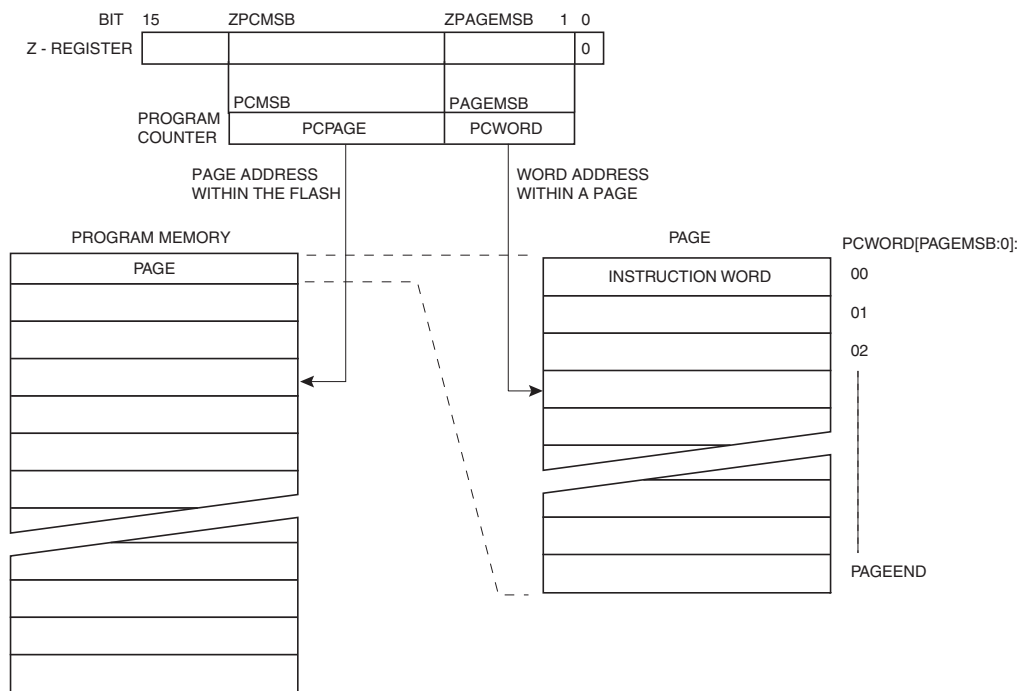 BIT 15 ZPCMSB ZPAGEMSB 1 0
Z - REGISTER 0
PCMSB PAGEMSB
PROGRAM
COUNTER
PCPAGE PCWORD
PAGE ADDRESS
WITHIN THE FLASH
WORD ADDRESS
WITHIN A PAGE
PROGRAM MEMORY
PAGE
PAGE
PCWORD[PAGEMSB:0]:
INSTRUCTION WORD 00
01
02
PAGEEND